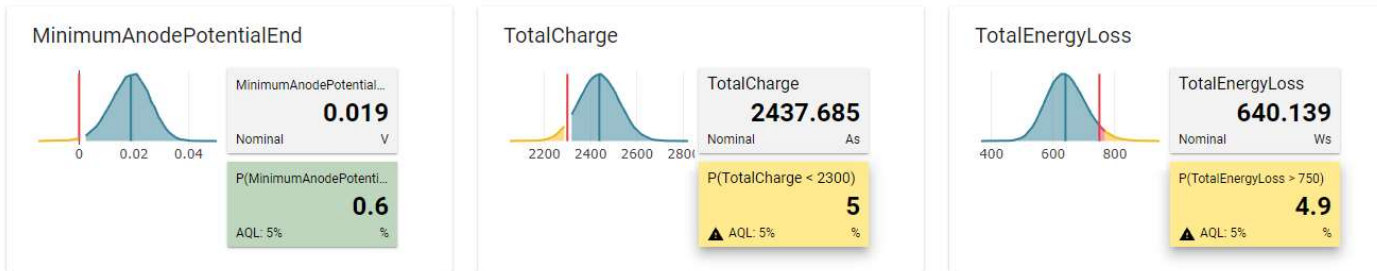 MinimumAnodePotentialEnd
0 0.02 0.04
MinimumAnodePotential...
0.019
Nominal V
P(MinimumAnodePotenti...
0.6
AQL: 5% %
TotalCharge
2200 2400 2600 280
TotalCharge
2437.685
Nominal As
P(TotalCharge < 2300)
5
AQL: 5% %
TotalEnergyLoss
400 600 800
TotalEnergyLoss
640.139
Nominal Ws
P(TotalEnergyLoss > 750)
4.9
AQL: 5% %